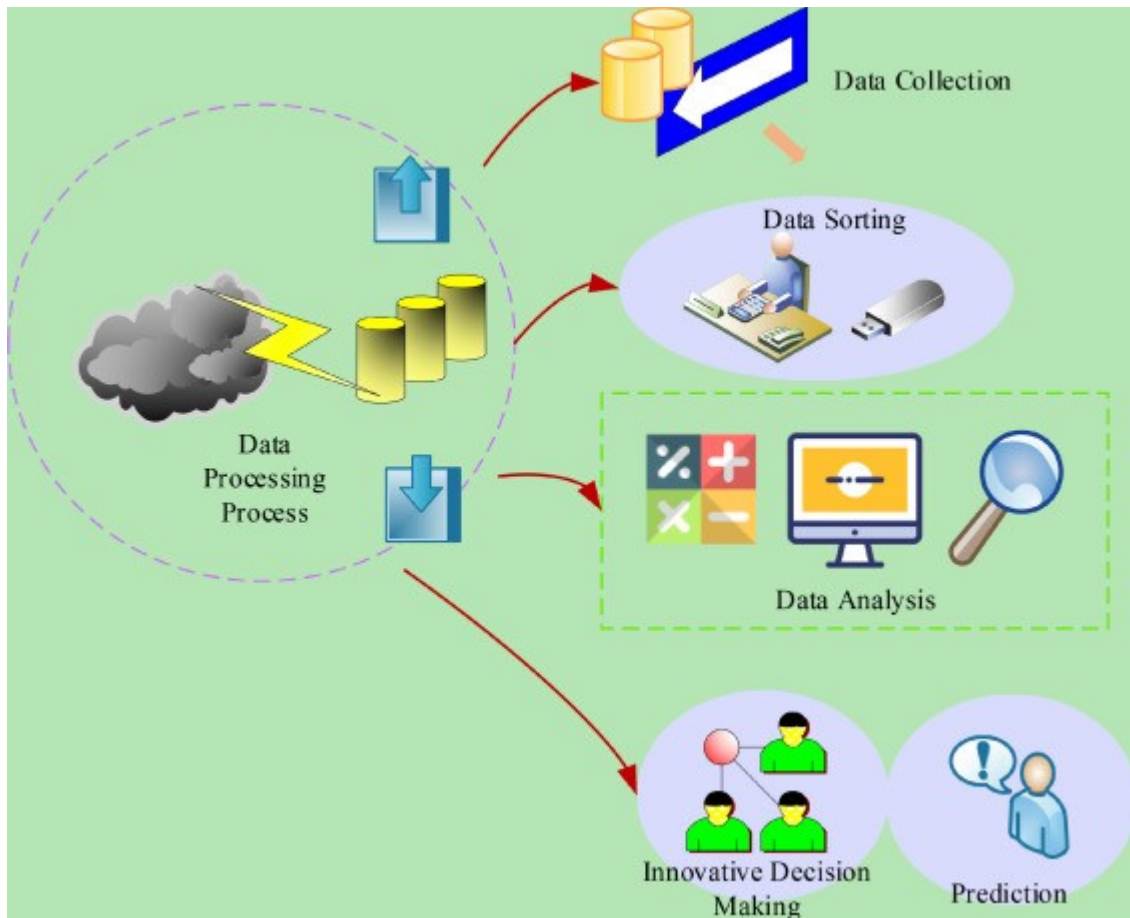 Data Collection
Data Sorting
Data
Processing
Process
Data Analysis
Innovative Decision
Making
Prediction